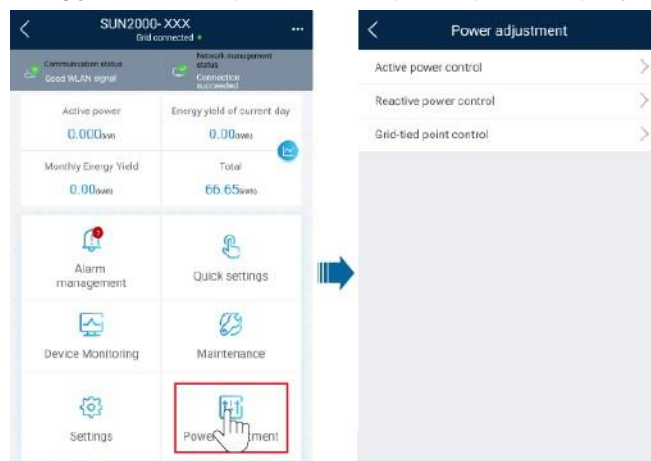 SUN2000-XXX
Grid connected
...
Communication status
Good WLAN signal
Network management
status
Connection
succeeded
Active power
0.000kW
Energy yield of current day
0.00kWh
Monthly Energy Yield
0.00kWh
Total
66.65kWh
Alarm
management
Quick settings
Device Monitoring
Maintenance
Settings
Power
ment
Power adjustment
Active power control
Reactive power control
Grid-tied point control